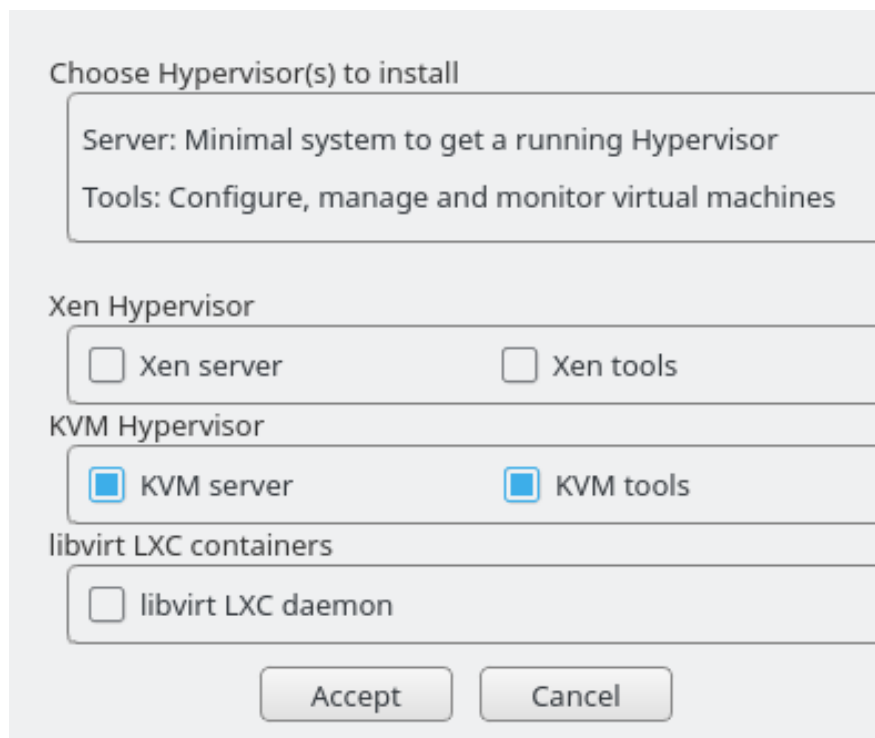 Choose Hypervisor(s) to install
Server: Minimal system to get a running Hypervisor
Tools: Configure, manage and monitor virtual machines
Xen Hypervisor
Xen server Xen tools
KVM Hypervisor
KVM server KVM tools
libvirt LXC containers
libvirt LXC daemon
Accept Cancel